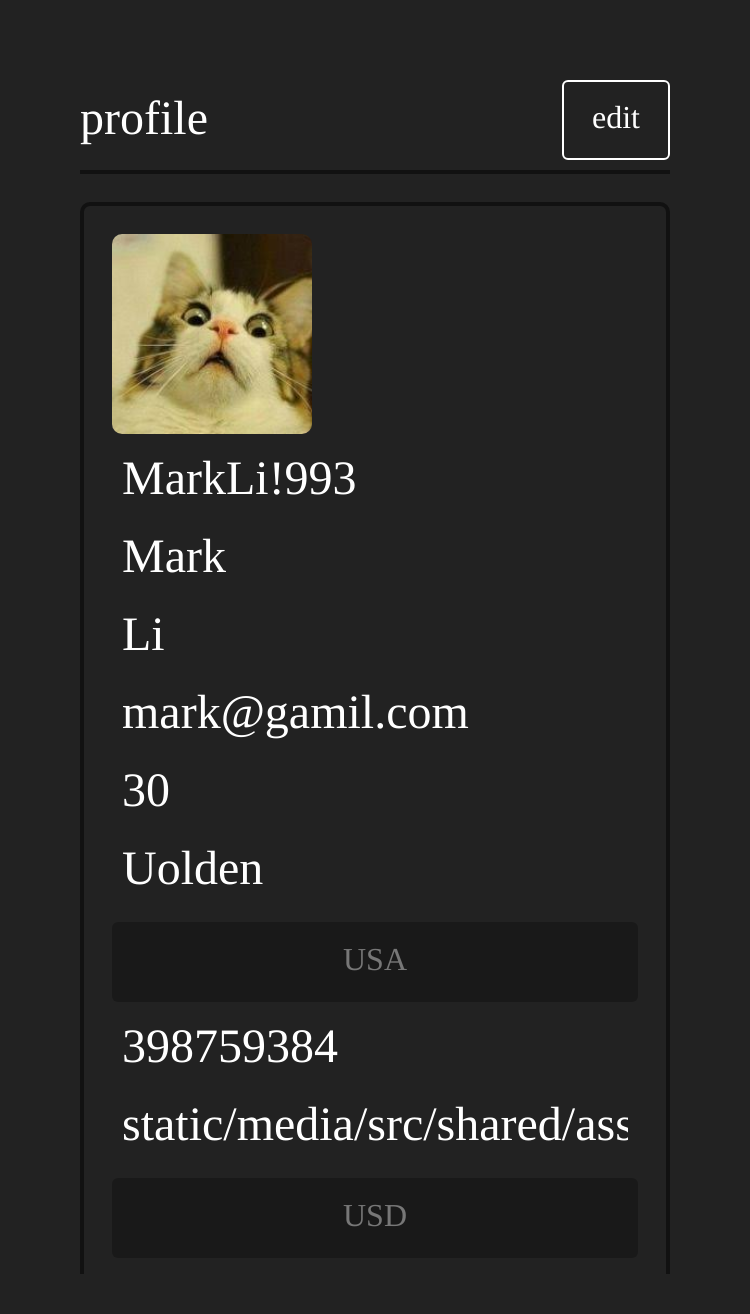 profile
edit
MarkLi!993
Mark
Li
mark@gamil.com
30
Uolden
USA
398759384
static/media/src/shared/ass
USD